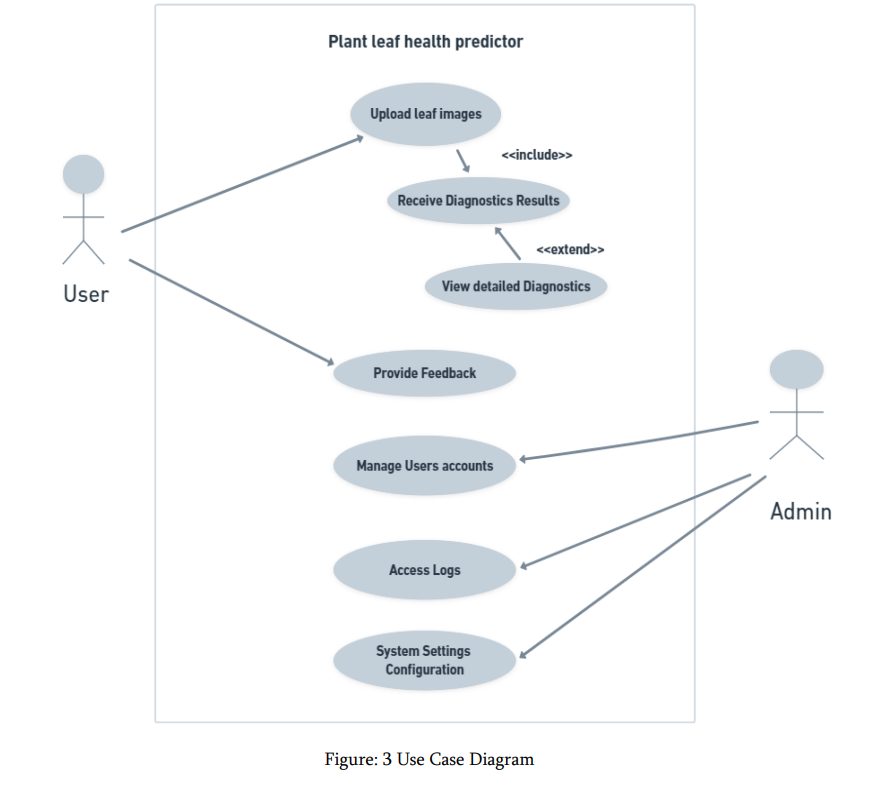 Plant leaf health predictor
Upload leaf images
<<include>>
Receive Diagnostics Results
<<extend>>
View detailed Diagnostics
User
Provide Feedback
Manage Users accounts
Admin
Access Logs
System Settings
Configuration
Figure: 3 Use Case Diagram